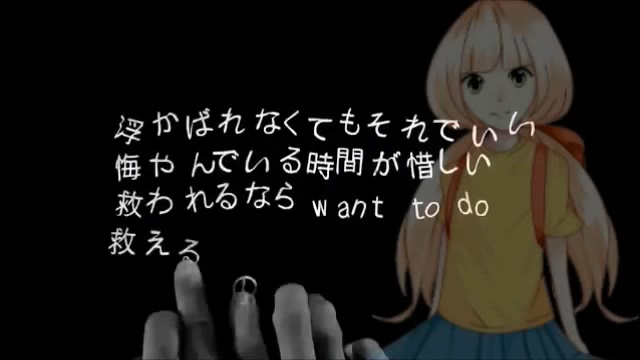 浮かばれなくてもそれでいい
悔やんでいる時間が惜しい
救われるなら want to do
救える